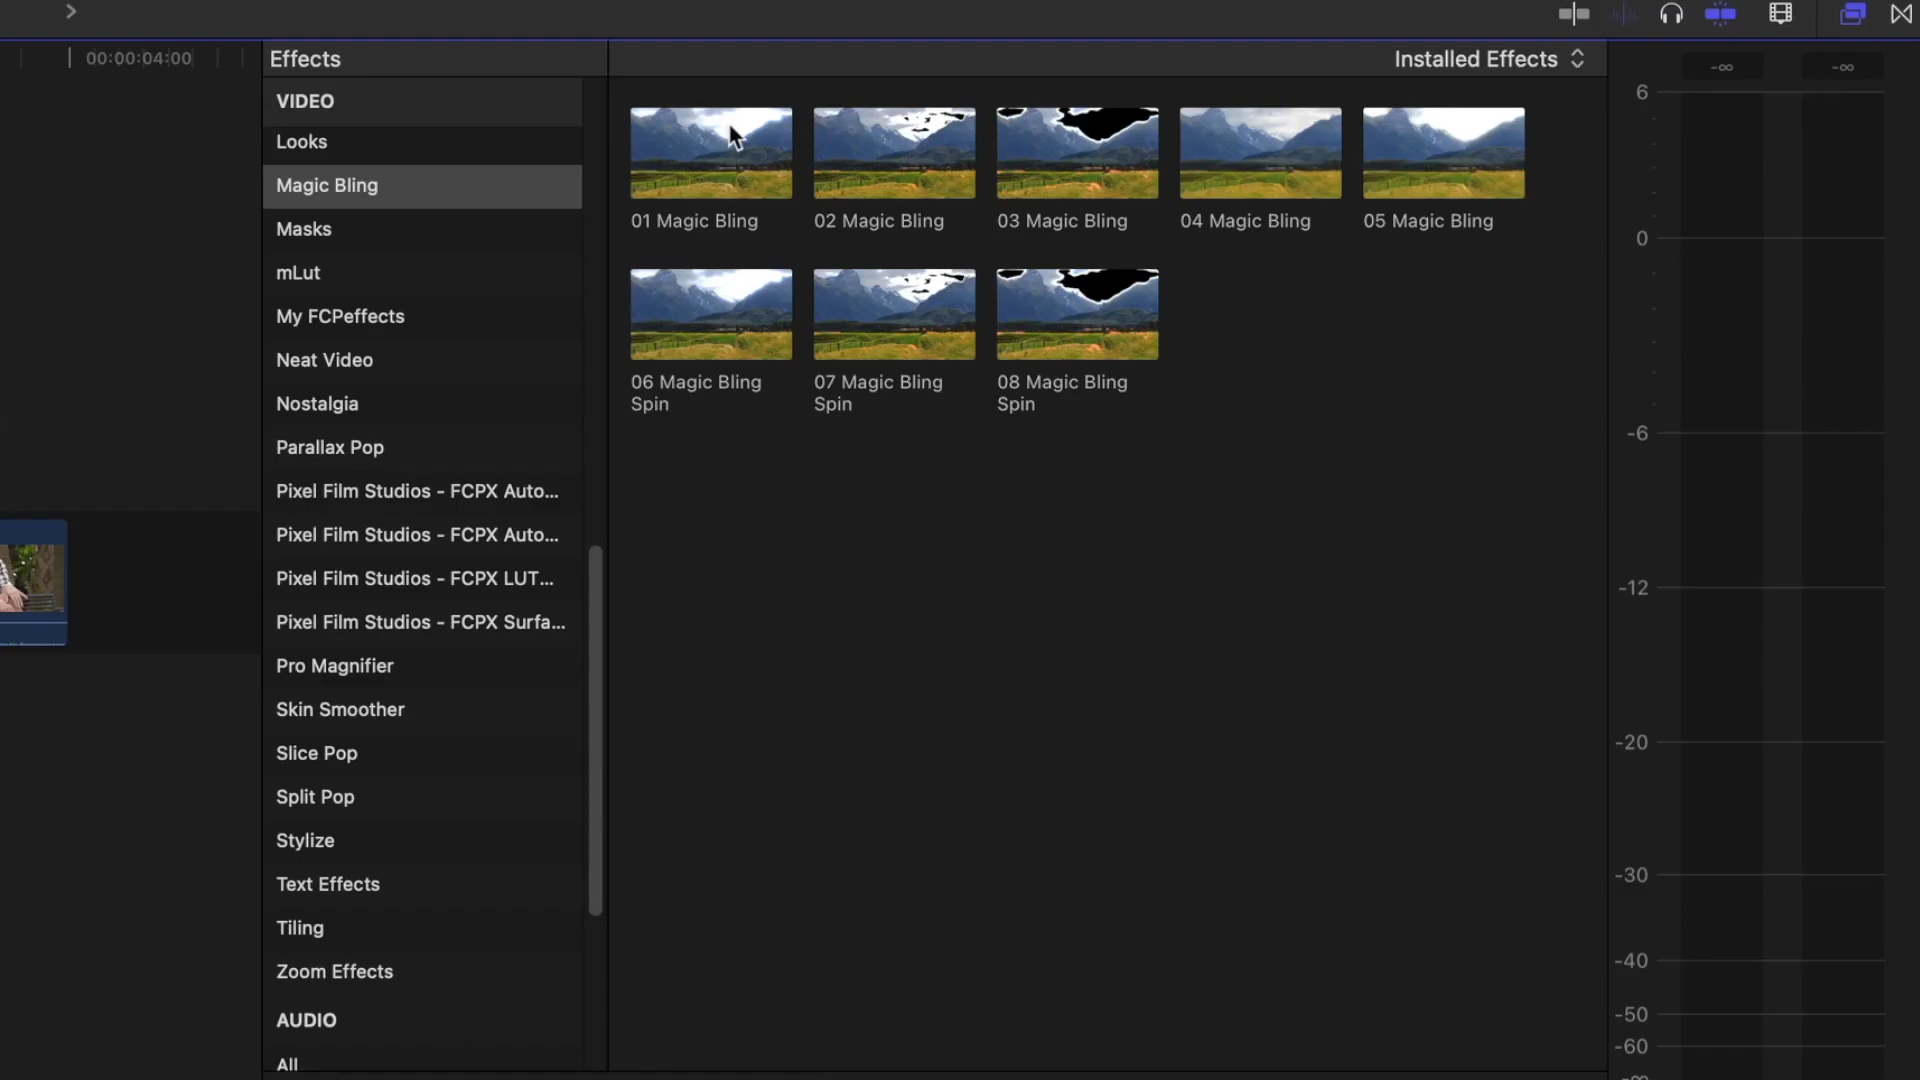 00:00:04:00
Effects
Installed Effects
VIDEO
Looks
Magic Bling
Masks
mLut
My FCPeffects
Neat Video
Nostalgia
Parallax Pop
Pixel Film Studios - FCPX Auto...
Pixel Film Studios - FCPX Auto...
Pixel Film Studios - FCPX LUT...
Pixel Film Studios - FCPX Surfa...
Pro Magnifier
Skin Smoother
Slice Pop
Split Pop
Stylize
Text Effects
Tiling
Zoom Effects
AUDIO
All
01 Magic Bling
02 Magic Bling
03 Magic Bling
04 Magic Bling
05 Magic Bling
06 Magic Bling
Spin
07 Magic Bling
Spin
08 Magic Bling
Spin
-∞
-∞
6
0
-6
-12
-20
-30
-40
-50
-60
-∞